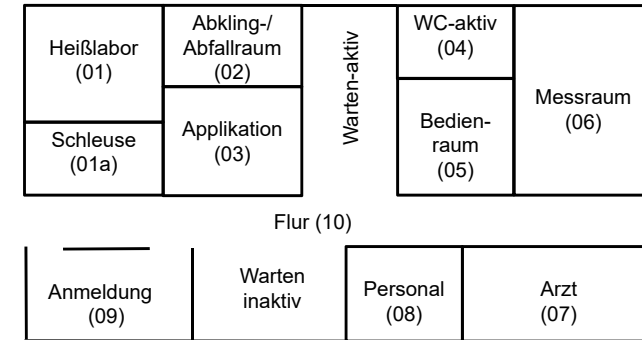 Heißlabor
(01)
Schleuse
(01a)
Abkling-/
Abfallraum
(02)
Applikation
(03)
Warten-aktiv
WC-aktiv
(04)
Bedien-
raum
(05)
Messraum
(06)
Flur (10)
Anmeldung
(09)
Warten
inaktiv
Personal
(08)
Arzt
(07)